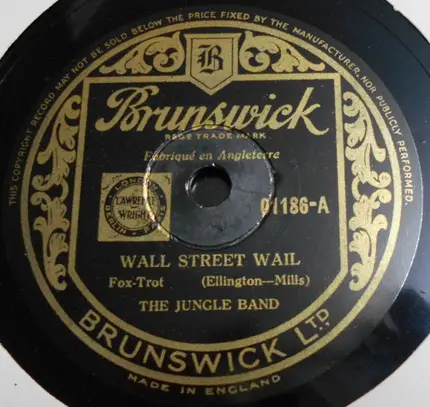 THIS COPYRIGHT RECORD MAY NOT BE SOLD BELOW THE PRICE FIXED BY THE MANUFACTURER, NOR PUBLICLY PERFORMED.
B
Brunswick
REGD TRADE MARK
Fabriqué en Angleterre
LAWRENCE
WRIGHT
01186-A
WALL STREET WAIL
Fox-Trot (Ellington—Mills)
THE JUNGLE BAND
BRUNSWICK LTD
MADE IN ENGLAND